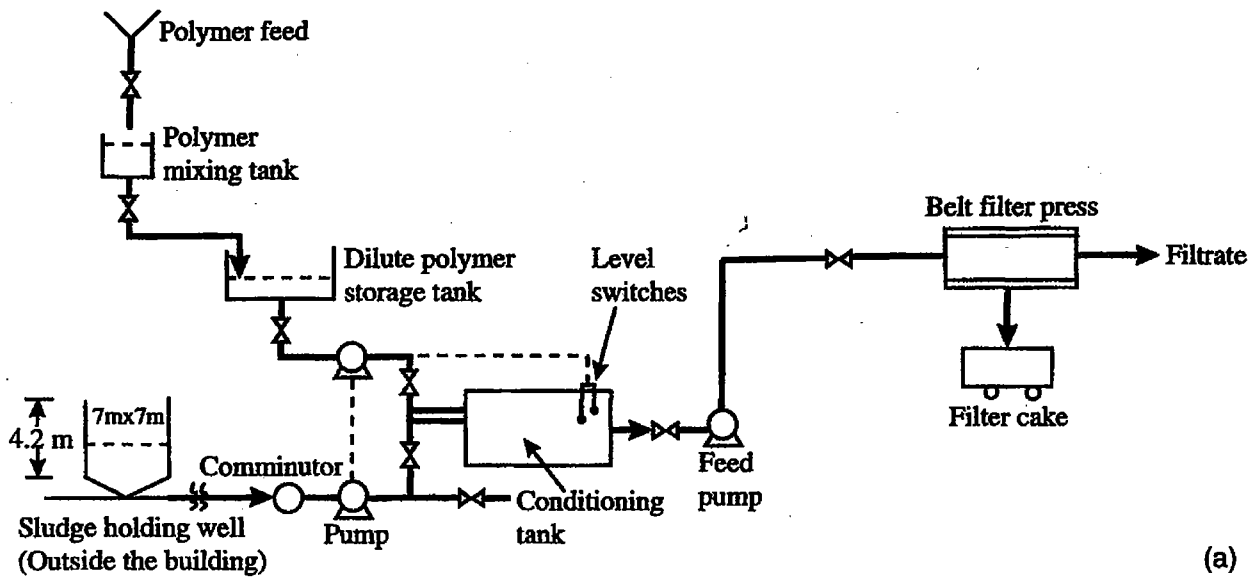 Polymer feed
Polymer
mixing tank
Dilute polymer
storage tank
Level
switches
Belt filter press
Filtrate
Filter cake
7mx7m
4.2 m
Comminutor
Pump
Conditioning
tank
Feed
pump
Sludge holding well
(Outside the building)
(a)